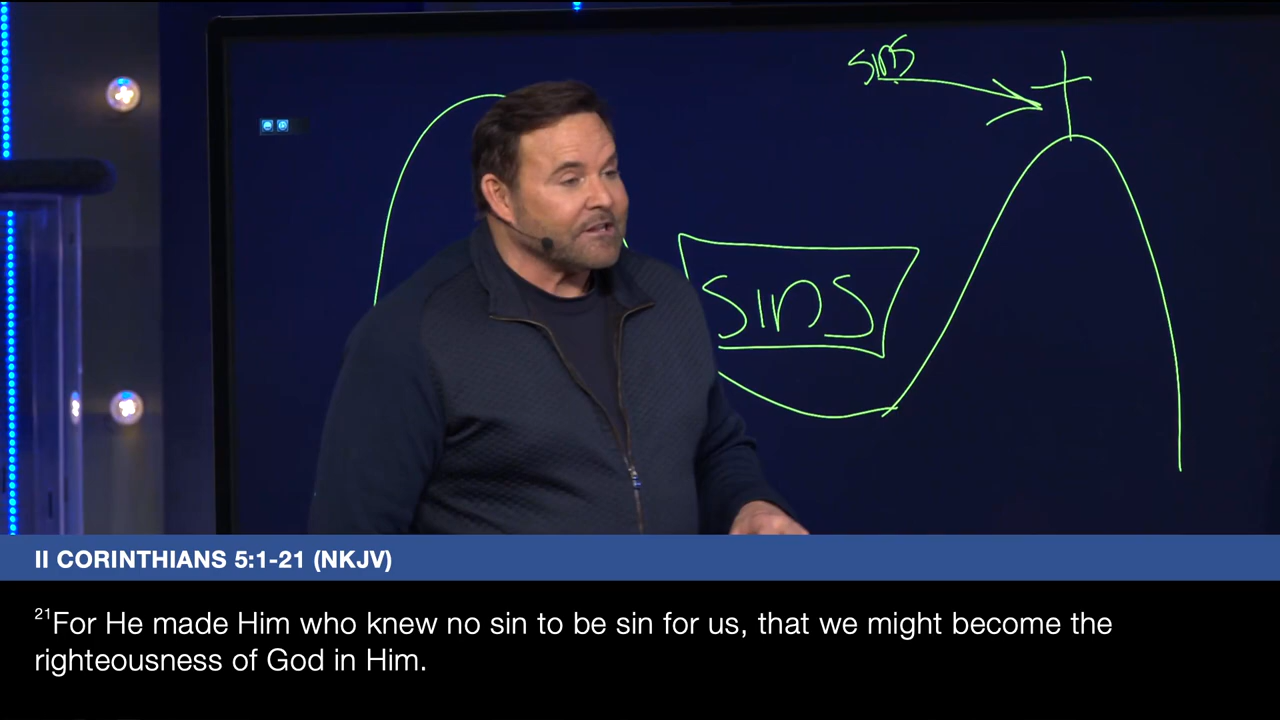 sins
sins
II CORINTHIANS 5:1-21 (NKJV)
21For He made Him who knew no sin to be sin for us, that we might become the
righteousness of God in Him.